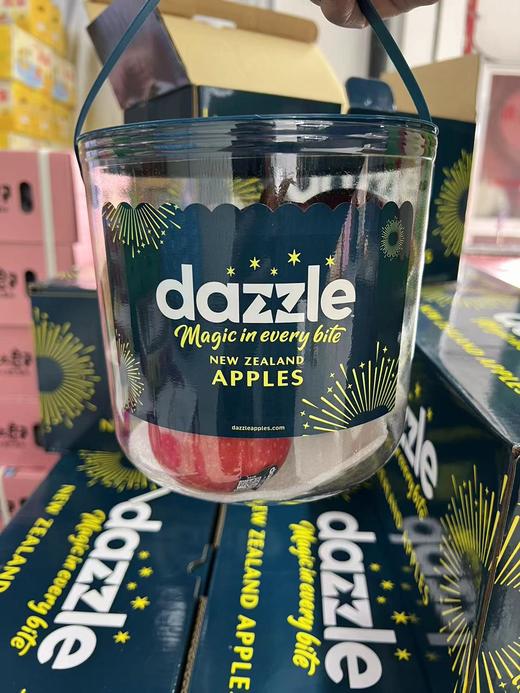 dazzle
Magic in every bite
NEW ZEALAND
APPLES
dazzleapples.com
dazzle
Magic in every bite
NEW ZEALAND
dazzle
Magic in every bite
NEW ZEALAND APPLES
dazzle